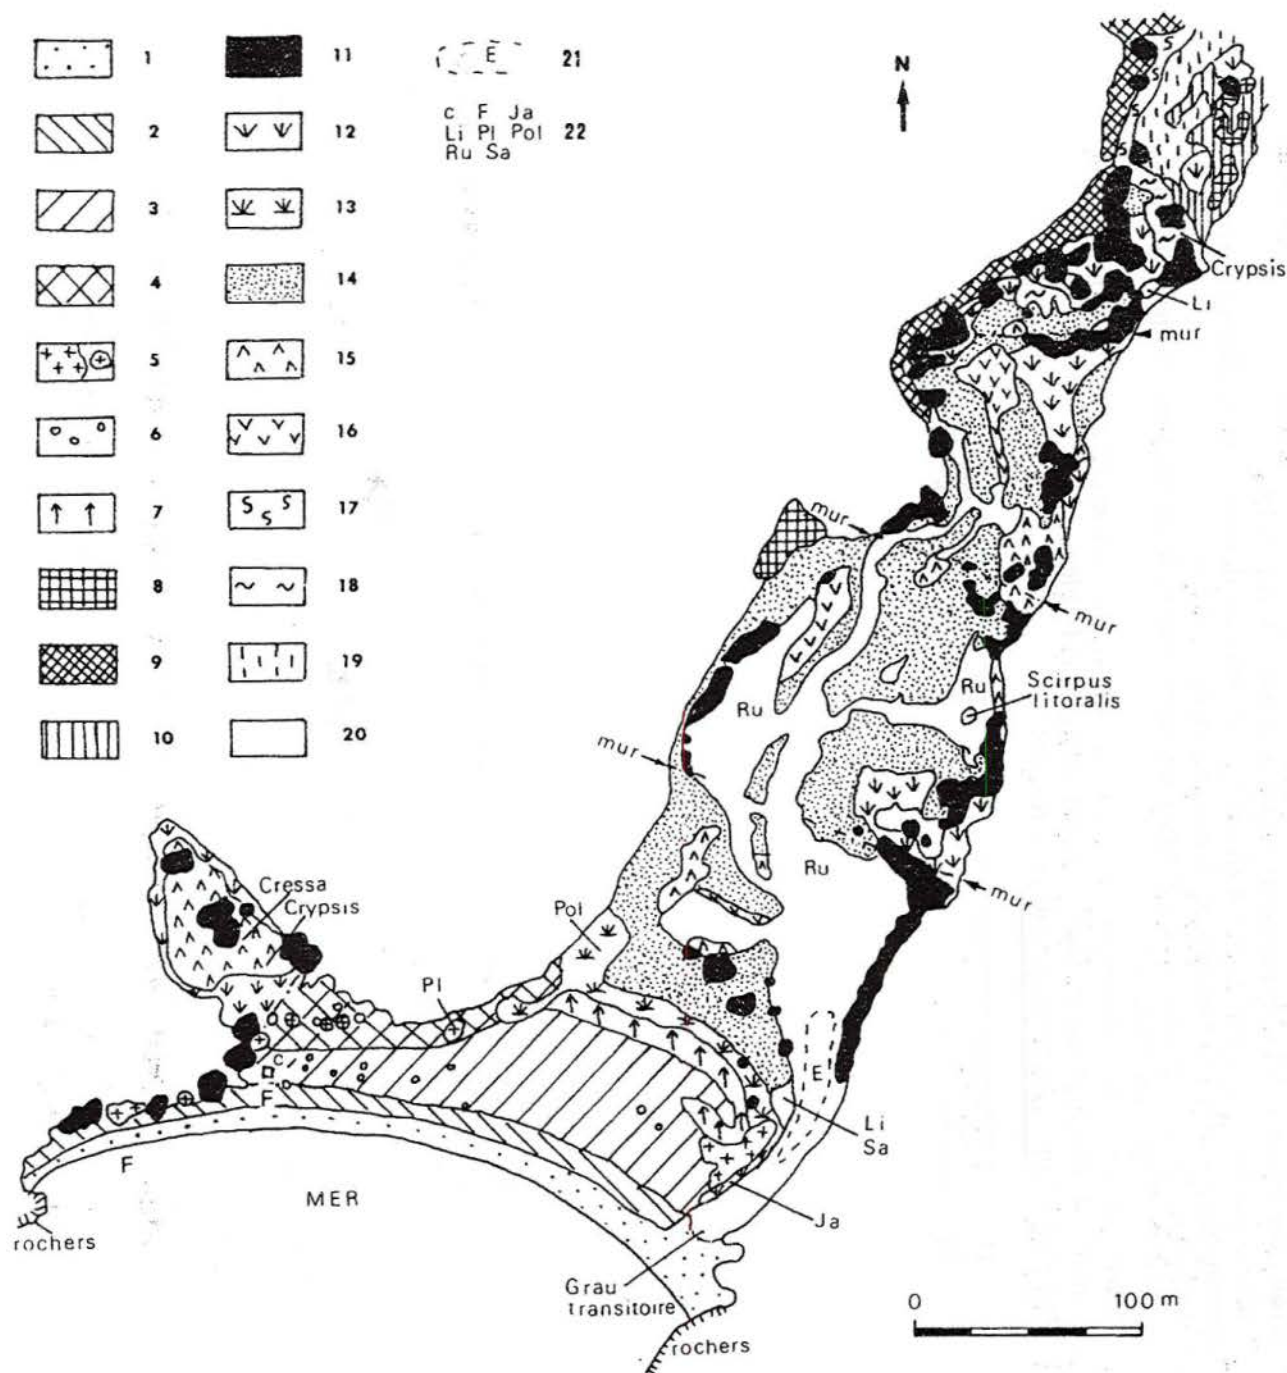 1
2
3
4
5
6
7
8
9
10
11
12
13
14
15
16
17
18
19
20
E 21
c F Ja
Li Pl Pol 22
Ru Sa
N
S
S
S
Crypsis
Li
mur
mur
mur
Ru
Ru
Scirpus
litoralis
mur
Ru
mur
Cressa
Crypsis
Pol
Pl
c
F
E
Li
Sa
F
MER
Ja
rochers
Grau
transitoire
rochers
0 100 m